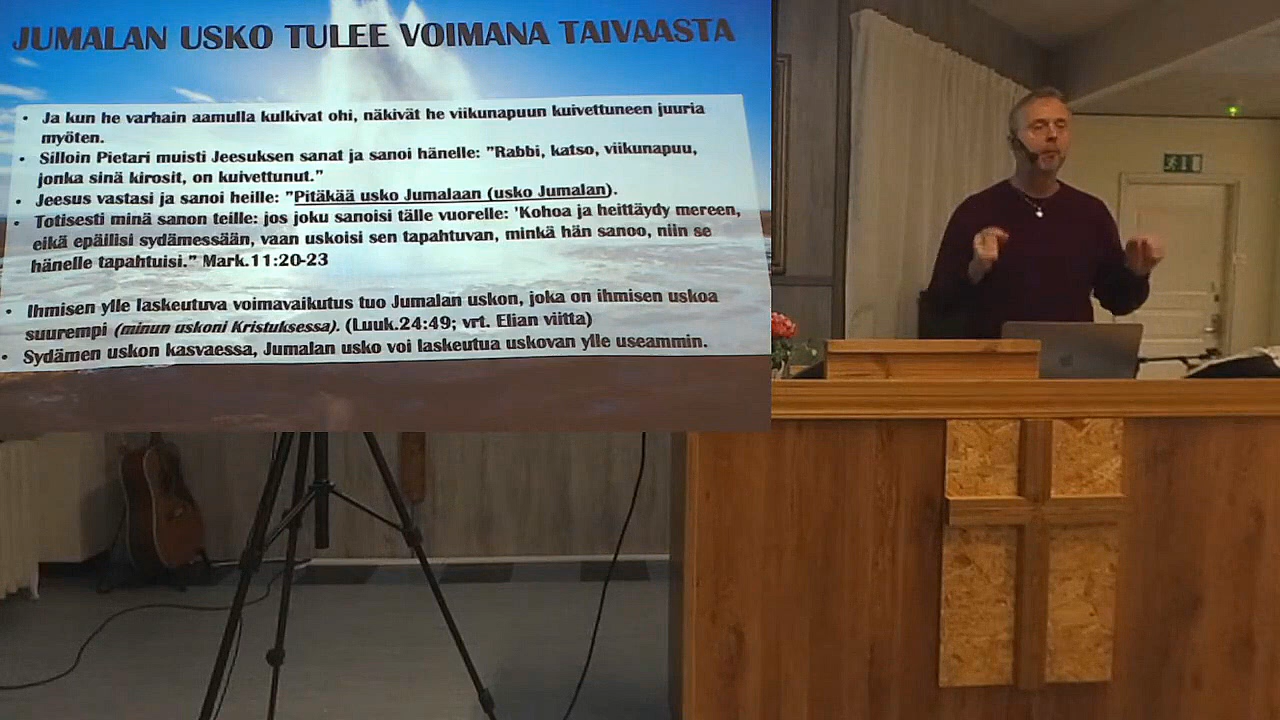 JUMALAN USKO TULEE VOIMANA TAIVAASTA
• Ja kun he varhain aamulla kulkivat ohi, näkivät he viikunapuun kuivettuneen juuria
myöten.
• Silloin Pietari muisti Jeesuksen sanat ja sanoi hänelle: "Rabbi, katso, viikunapuu,
jonka sinä kirosit, on kuivettunut."
• Jeesus vastasi ja sanoi heille: "Pitäkää usko Jumalaan (usko Jumalan).
• Totisesti minä sanon teille: jos joku sanoisi tälle vuorelle: 'Kohoa ja heittäydy mereen,
eikä epäilisi sydämessään, vaan uskoisi sen tapahtuvan, minkä hän sanoo, niin se
hänelle tapahtuisi." Mark.11:20-23
• Ihmisen ylle laskeutuva voimavaikutus tuo Jumalan uskon, joka on ihmisen uskoa
suurempi (minun uskoni Kristuksessa). (Luuk.24:49; vrt. Elian viitta)
• Sydämen uskon kasvaessa, Jumalan usko voi laskeutua uskovan ylle useammin.